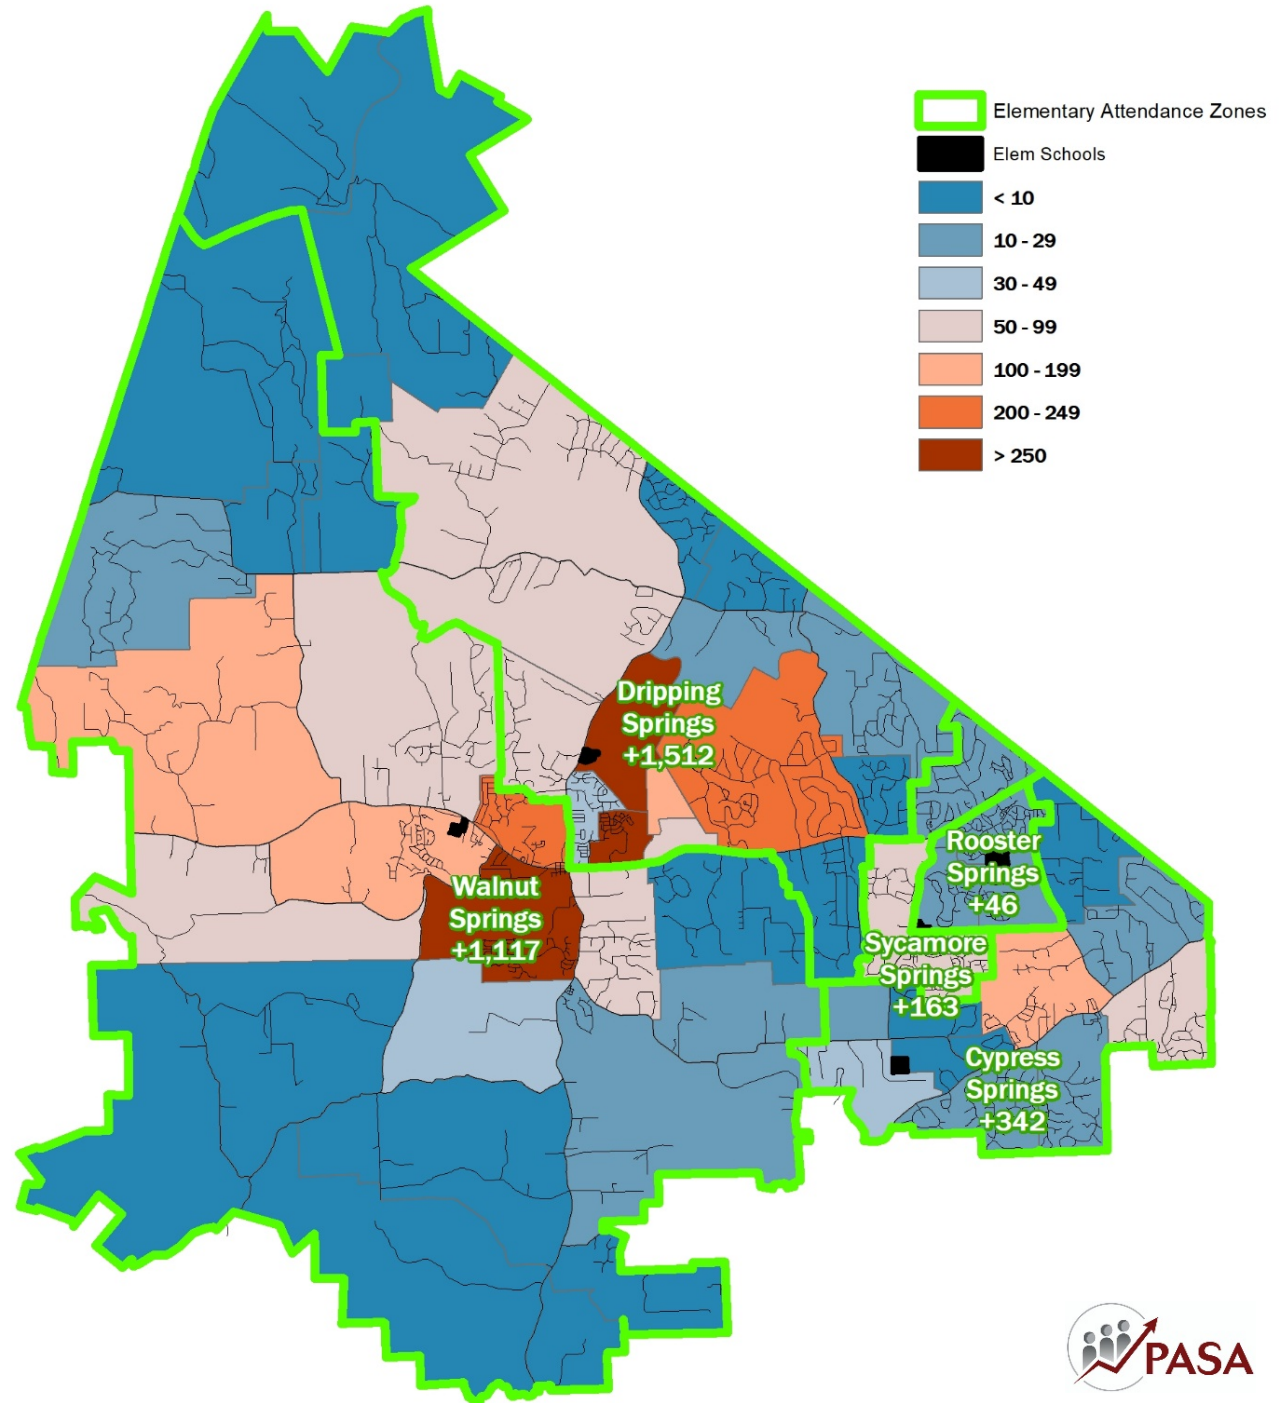 Elementary Attendance Zones
Elem Schools
< 10
10 - 29
30 - 49
50 - 99
100 - 199
200 - 249
> 250
Dripping
Springs
+1,512
Walnut
Springs
+1,117
Rooster
Springs
+46
Sycamore
Springs
+163
Cypress
Springs
+342
PASA